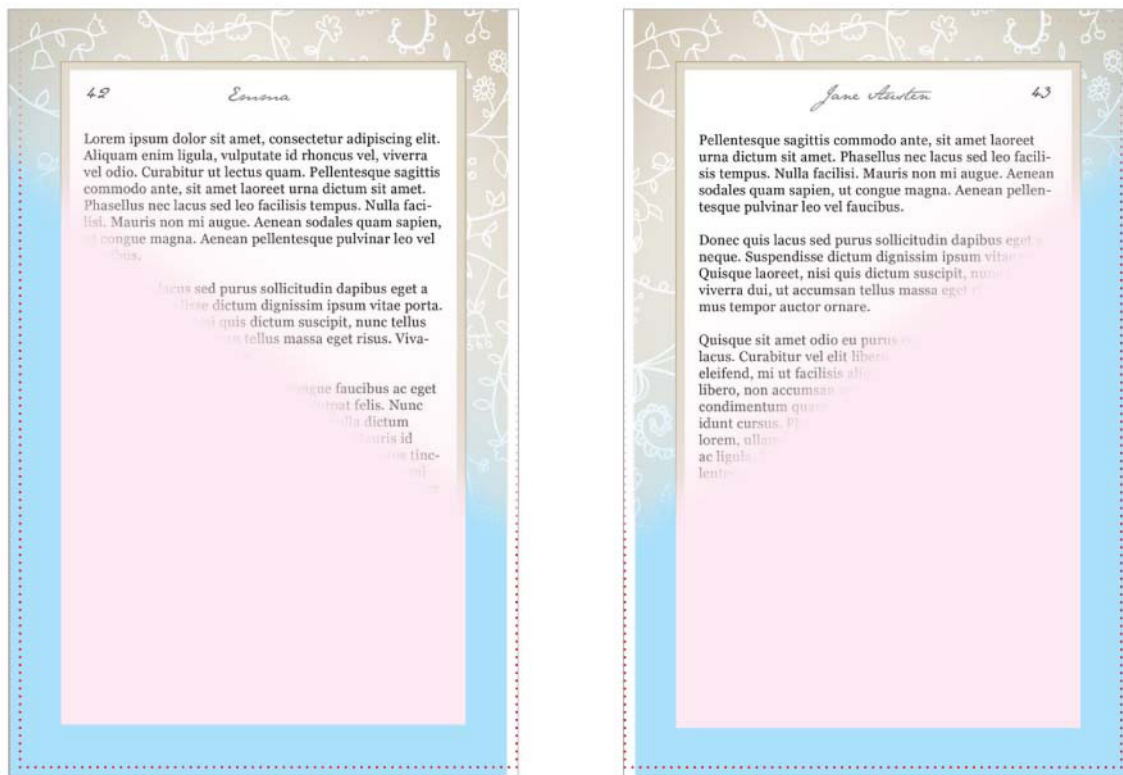 42 Emma
Lorem ipsum dolor sit amet, consectetur adipiscing elit.
Aliquam enim ligula, vulputate id rhoncus vel, viverra
vel odio. Curabitur ut lectus quam. Pellentesque sagittis
commodo ante, sit amet laoreet urna dictum sit amet.
Phasellus nec lacus sed leo facilisis tempus. Nulla faci-
lisi. Mauris non mi augue. Aenean sodales quam sapien,
congue magna. Aenean pellentesque pulvinar leo vel
lacus sed purus sollicitudin dapibus eget a
dictum dignissim ipsum vitae porta.
quis dictum suscipit, nunc tellus
tellus massa eget risus. Viva-
faucibus ac eget
felis. Nunc
dictum
id
tinc-
Jane Austen 43
Pellentesque sagittis commodo ante, sit amet laoreet
urna dictum sit amet. Phasellus nec lacus sed leo facili-
sis tempus. Nulla facilisi. Mauris non mi augue. Aenean
sodales quam sapien, ut congue magna. Aenean pellen-
tesque pulvinar leo vel faucibus.
Donec quis lacus sed purus sollicitudin dapibus eget a
neque. Suspendisse dictum dignissim ipsum vitae
Quisque laoreet, nisi quis dictum suscipit, nunc
viverra dui, ut accumsan tellus massa eget
mus tempor auctor ornare.
Quisque sit amet odio eu purus
lacus. Curabitur vel elit libero
eleifend, mi ut facilisis
libero, non accumsan
condimentum
idunt cursus.
lorem,
ac ligula